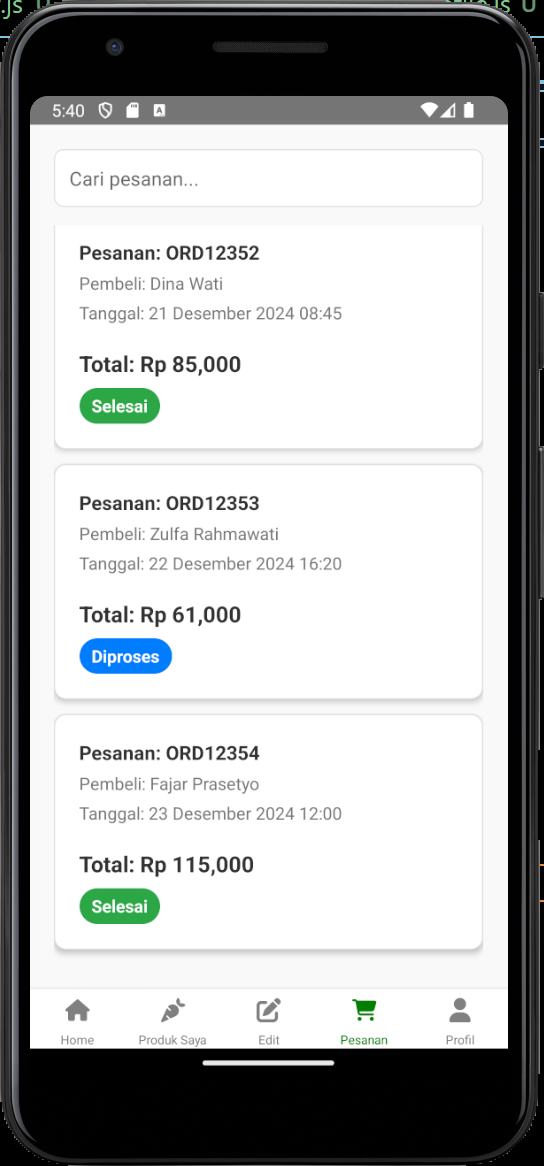 5:40
Cari pesanan...
Pesanan: ORD12352
Pembeli: Dina Wati
Tanggal: 21 Desember 2024 08:45
Total: Rp 85,000
Selesai
Pesanan: ORD12353
Pembeli: Zulfa Rahmawati
Tanggal: 22 Desember 2024 16:20
Total: Rp 61,000
Diproses
Pesanan: ORD12354
Pembeli: Fajar Prasetyo
Tanggal: 23 Desember 2024 12:00
Total: Rp 115,000
Selesai
Home Produk Saya Edit Pesanan Profil